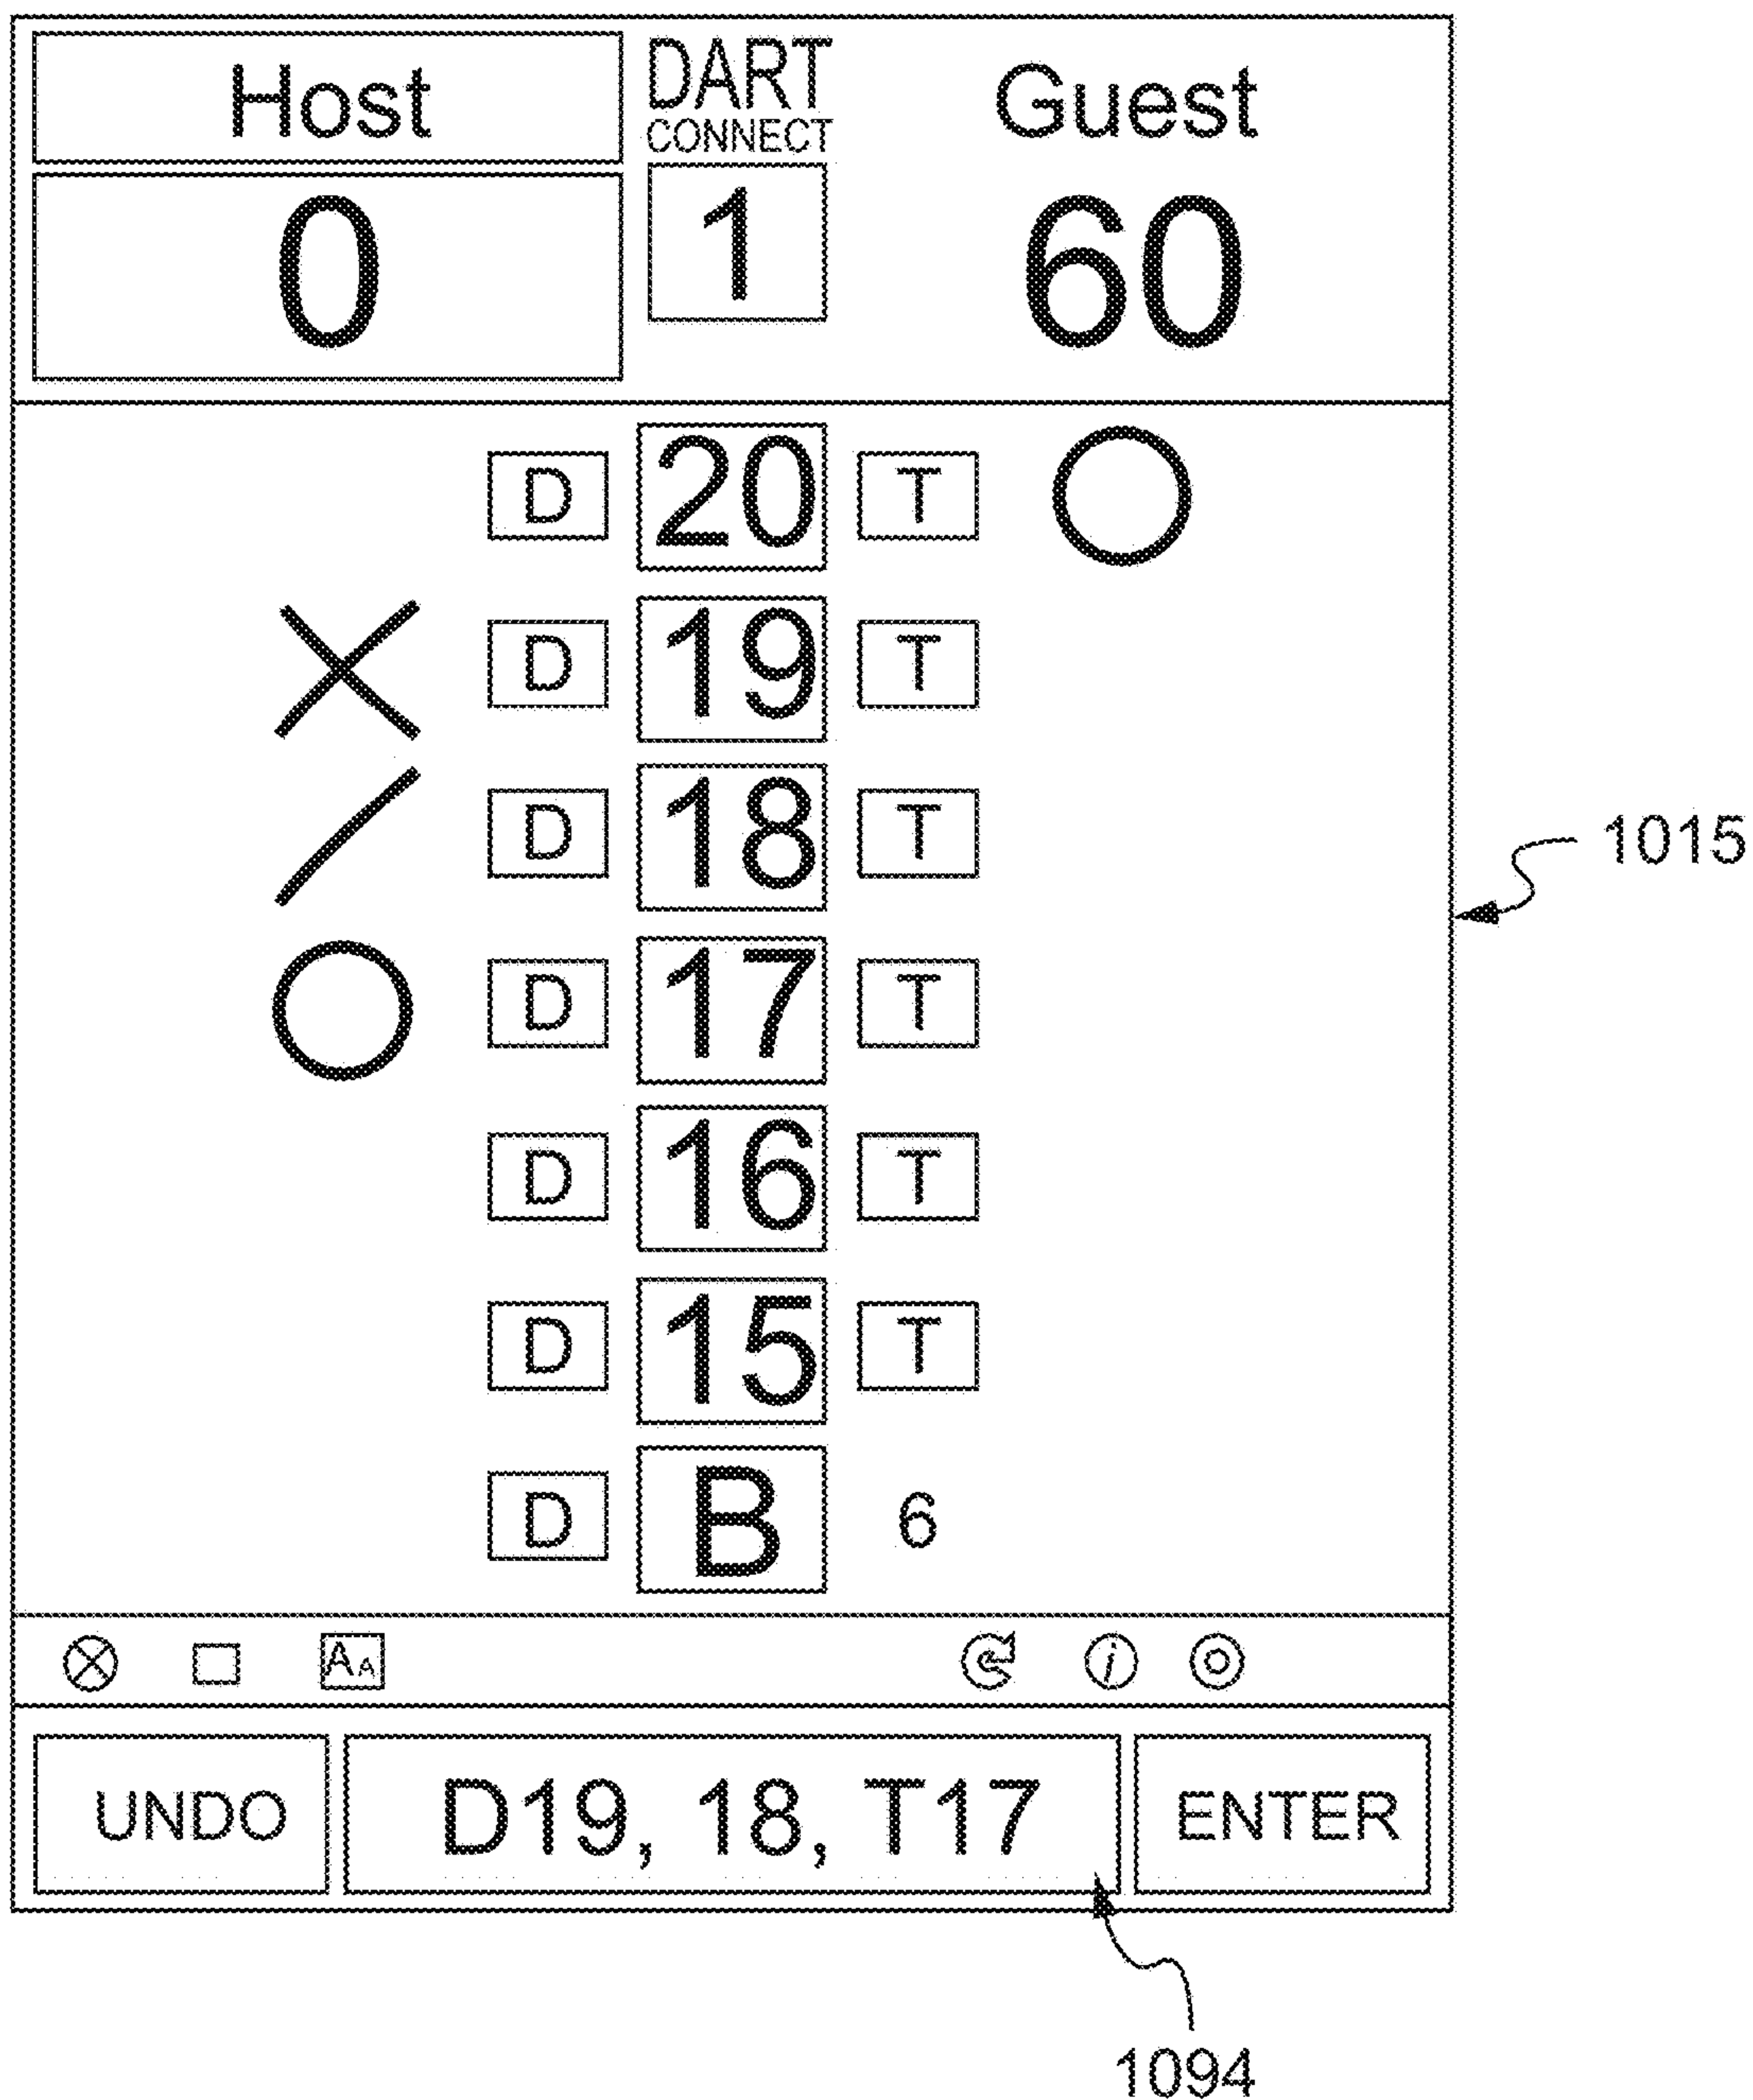 Host DART CONNECT Guest
0 1 60
D 20 T
D 19 T
D 18 T
1015
D 17 T
D 16 T
D 15 T
D B 6
AA i
UNDO D19, 18, T17 ENTER
1094